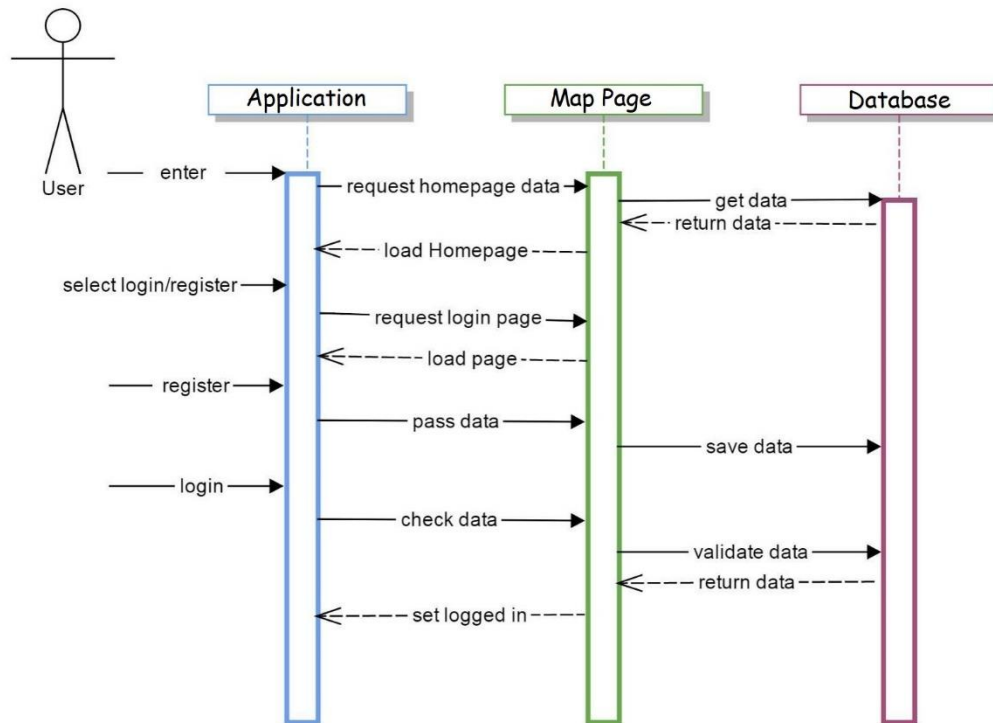 Application
Map Page
Database
User
enter
request homepage data
get data
return data
load Homepage
select login/register
request login page
load page
register
pass data
save data
login
check data
validate data
return data
set logged in